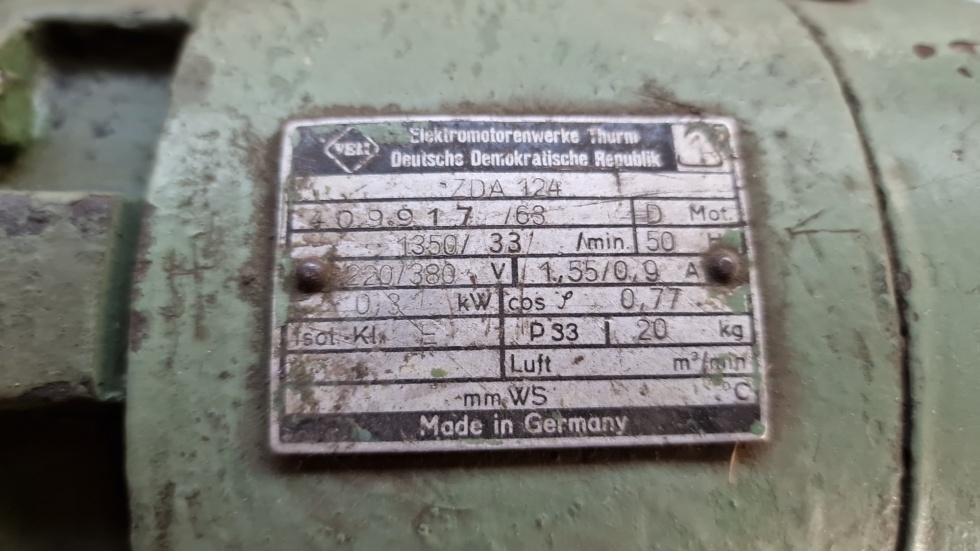 VEM Elektromotorenwerke Thurm
Deutsche Demokratische Republik
ZDA 124
409917 /63 D Mot.
1350/ 33/ /min. 50
220/380 V 1,55/0,9 A
0,3 kW cos φ 0,77
Isol.-Kl. E P 33 20 kg
Luft m³/min
mm WS °C
Made in Germany